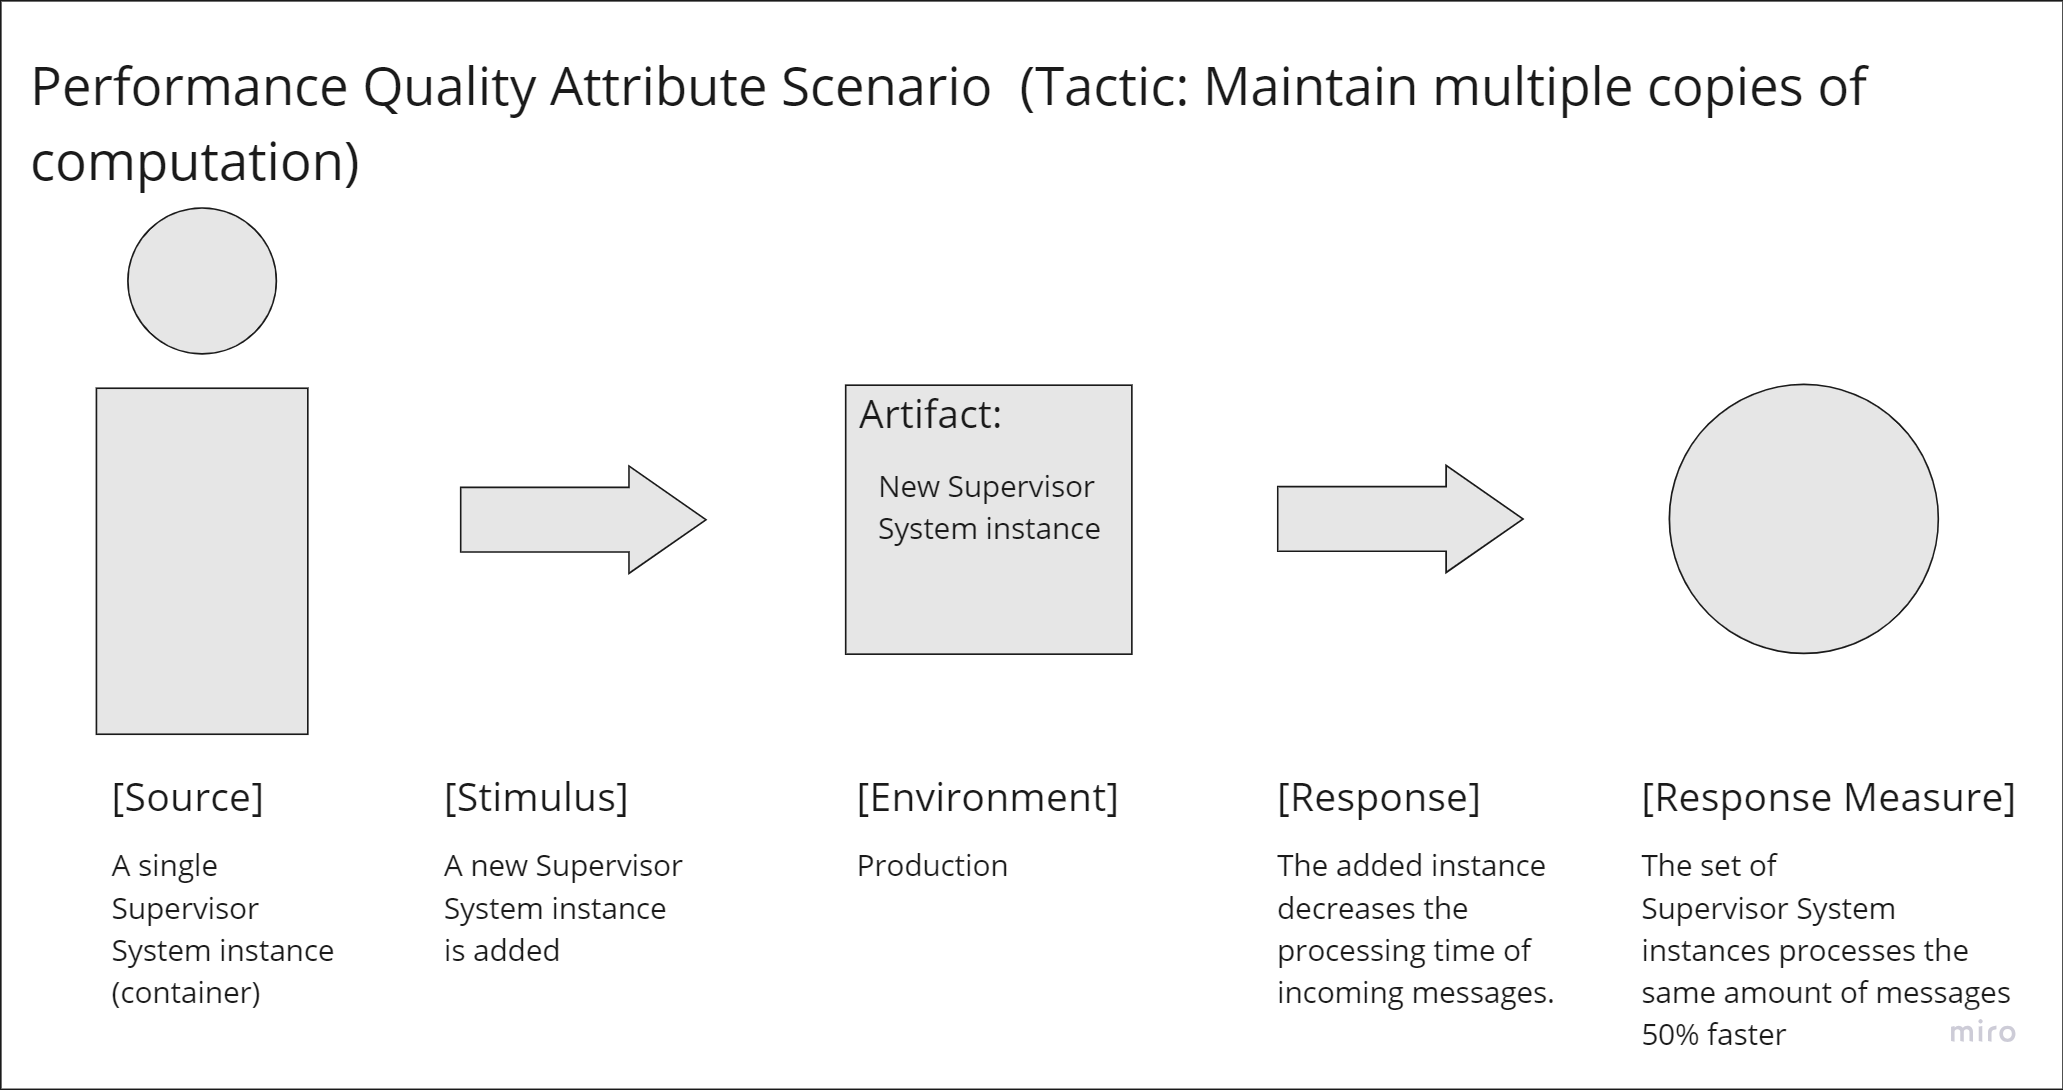 Performance Quality Attribute Scenario  (Tactic: Maintain multiple copies of
computation)
Artifact:
New Supervisor
System instance
[Source]
A single
Supervisor
System instance
(container)
[Stimulus]
A new Supervisor
System instance
is added
[Environment]
Production
[Response]
The added instance
decreases the
processing time of
incoming messages.
[Response Measure]
The set of
Supervisor System
instances processes the
same amount of messages
50% faster
miro